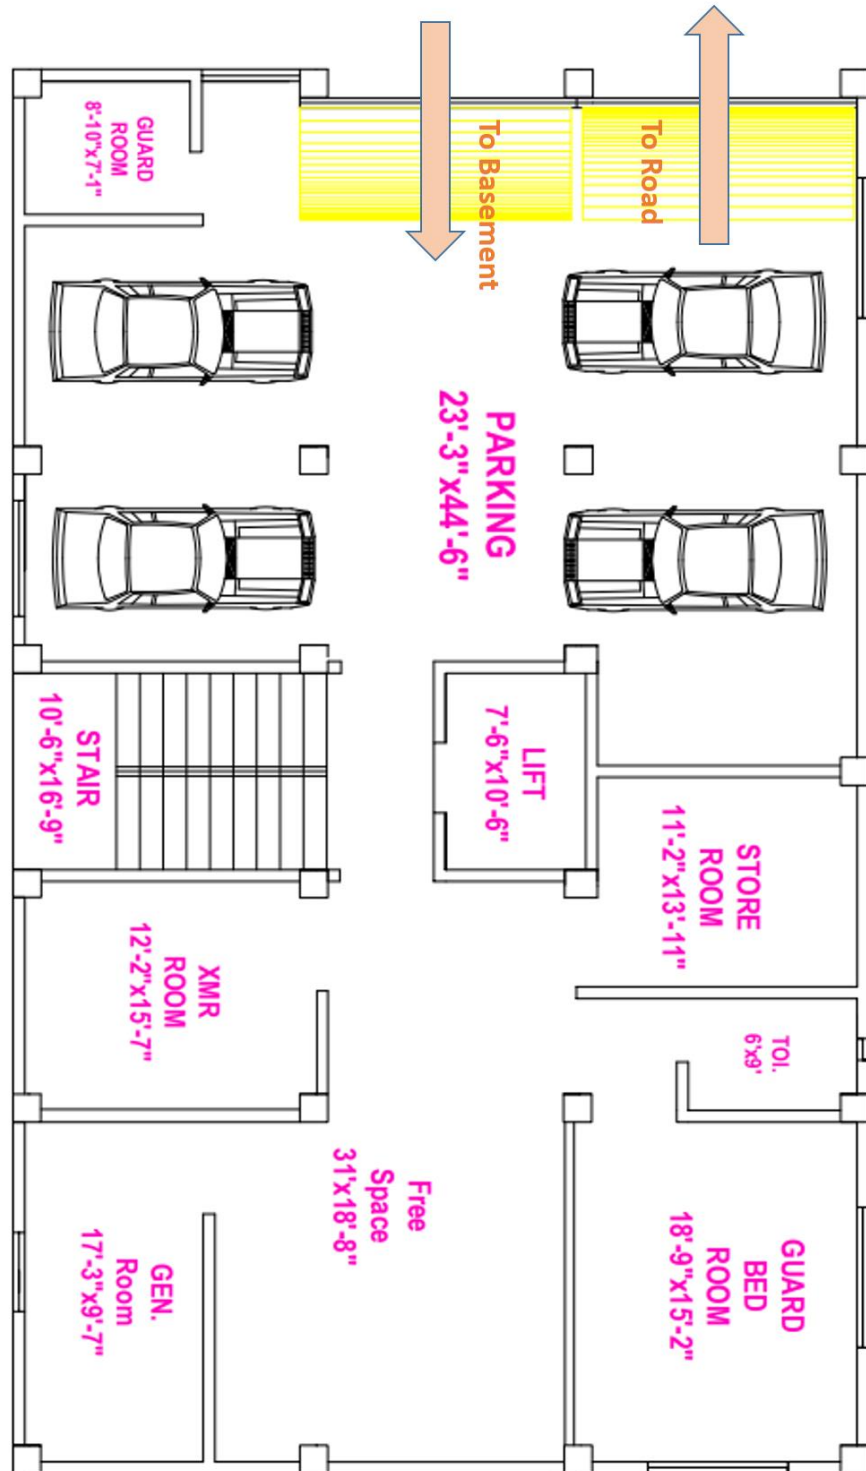 To Basement
To Road
GUARD
ROOM
8'-10"x7'-1"
PARKING
23'-3"x44'-6"
STAIR
10'-6"x16'-9"
LIFT
7'-6"x10'-6"
STORE
ROOM
11'-2"x13'-11"
XMR
ROOM
12'-2"x15'-7"
TOI.
6'x9'
Free
Space
31'x18'-8"
GEN.
Room
17'-3"x9'-7"
GUARD
BED
ROOM
18'-9"x15'-2"